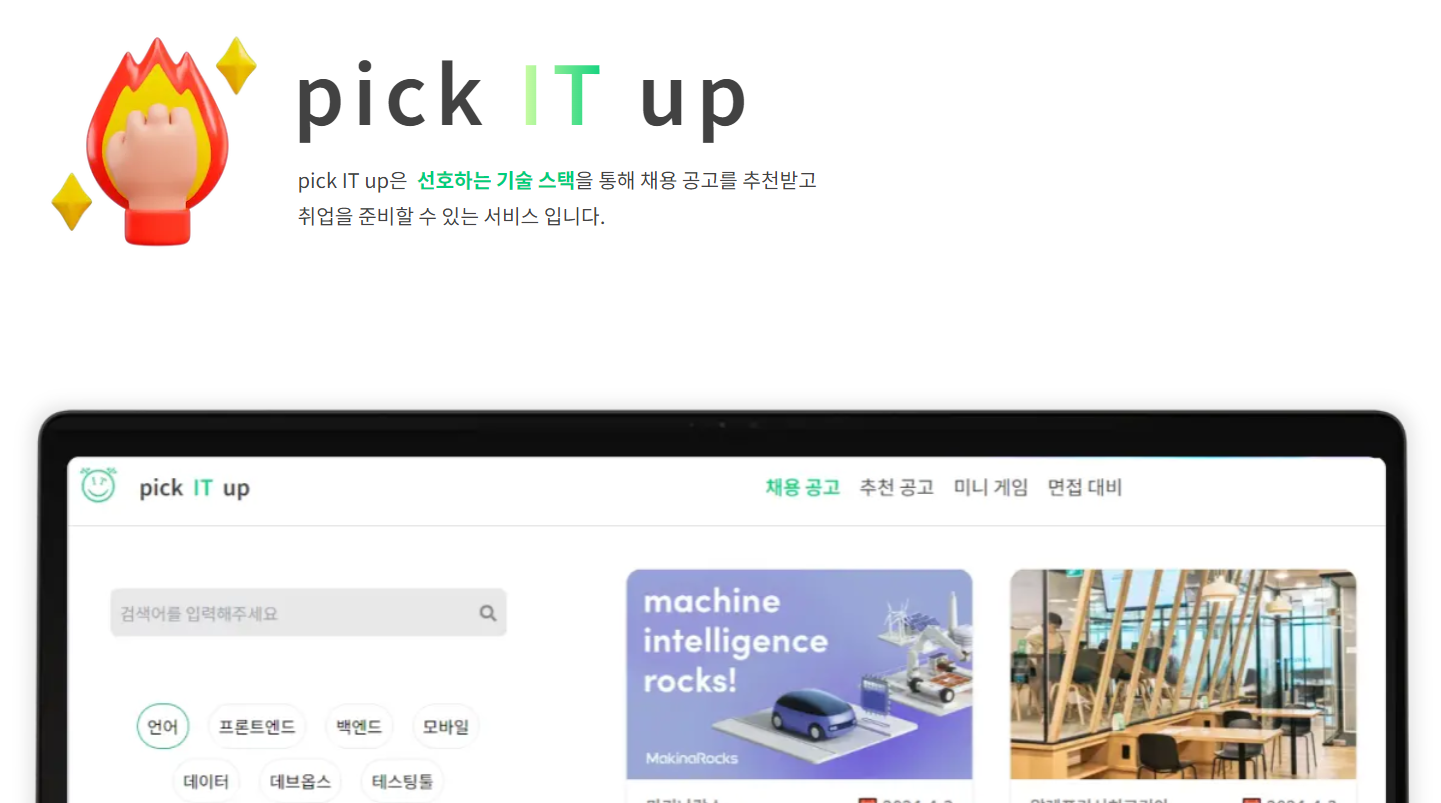 pick IT up
pick IT up은 선호하는 기술 스택을 통해 채용 공고를 추천받고
취업을 준비할 수 있는 서비스 입니다.
pick IT up
채용 공고 추천 공고 미니 게임 면접 대비
검색어를 입력해주세요
machine
intelligence
rocks!
MakinaRocks
언어 프론트엔드 백엔드 모바일
데이터 데브옵스 테스팅툴